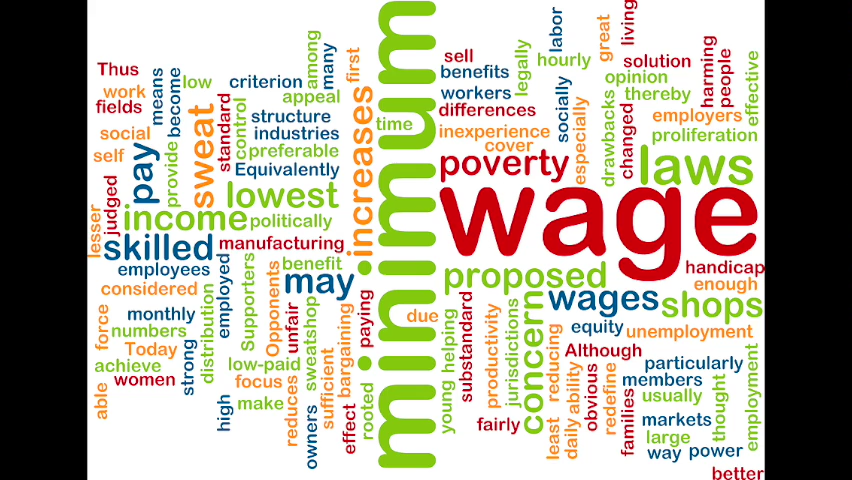 Thus
work
fields
means
become
low
social
self
pay
provide
sweat
standard
control
criterion
appeal
among
many
first
structure
industries
preferable
Equivalently
time
increases
lesser
judged
income
lowest
politically
skilled
manufacturing
employees
benefit
considered
may
monthly
numbers
Today
achieve
women
force
able
strong
distribution
employed
Supporters
Opponents
unfair
sweatshop
low-paid
focus
make
high
reduces
owners
sufficient
bargaining
effect
paying
rooted
minimum
due
sell
benefits
workers
differences
inexperience
cover
legally
hourly
labor
socially
especially
great
living
solution
opinion
thereby
drawbacks
changed
harming
people
effective
employers
proliferation
poverty
laws
wage
proposed
handicap
enough
wages
shops
young helping
substandard
productivity
jurisdictions
concern
equity
unemployment
fairly
least
reducing
daily ability
obvious
redefine
Although
families
particularly
members
usually
markets
large
way power
thought
employment
better